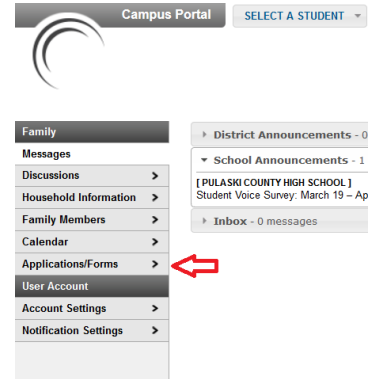 Campus Portal
SELECT A STUDENT
Family
Messages
Discussions
Household Information
Family Members
Calendar
Applications/Forms
User Account
Account Settings
Notification Settings
District Announcements - 0
School Announcements - 1
[ PULASKI COUNTY HIGH SCHOOL ]
Student Voice Survey: March 19 – Ap
Inbox - 0 messages